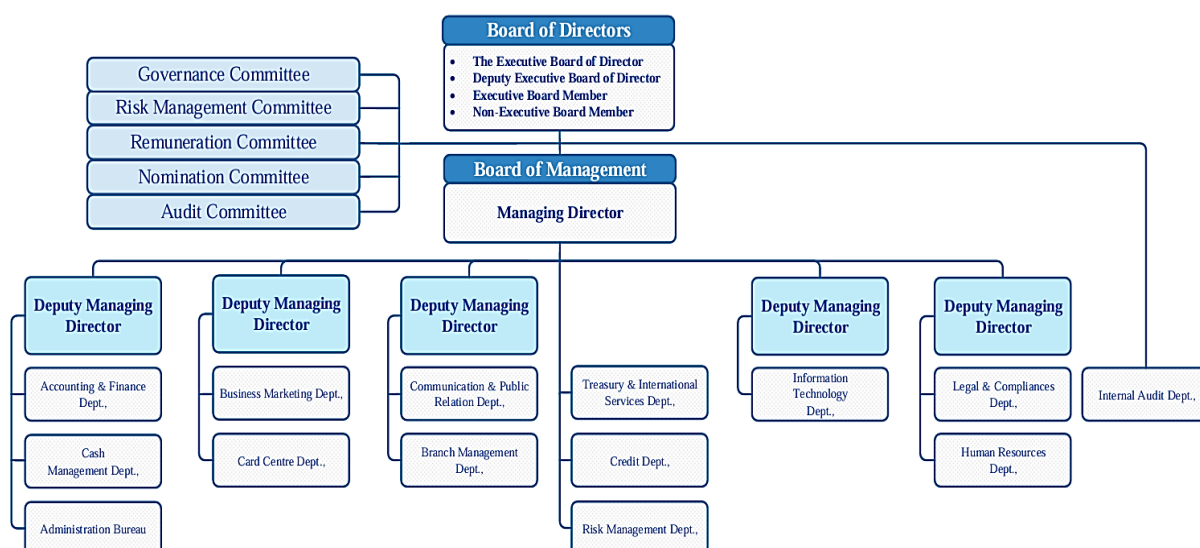 Board of Directors
• The Executive Board of Director
• Deputy Executive Board of Director
• Executive Board Member
• Non-Executive Board Member
Governance Committee
Risk Management Committee
Remuneration Committee
Nomination Committee
Audit Committee
Board of Management
Managing Director
Deputy Managing
Director
Accounting & Finance
Dept.,
Cash
Management Dept.,
Administration Bureau
Deputy Managing
Director
Business Marketing Dept.,
Card Centre Dept.,
Deputy Managing
Director
Communication & Public
Relation Dept.,
Branch Management
Dept.,
Treasury & International
Services Dept.,
Credit Dept.,
Risk Management Dept.,
Deputy Managing
Director
Information
Technology
Dept.,
Deputy Managing
Director
Legal & Compliances
Dept.,
Human Resources
Dept.,
Internal Audit Dept.,